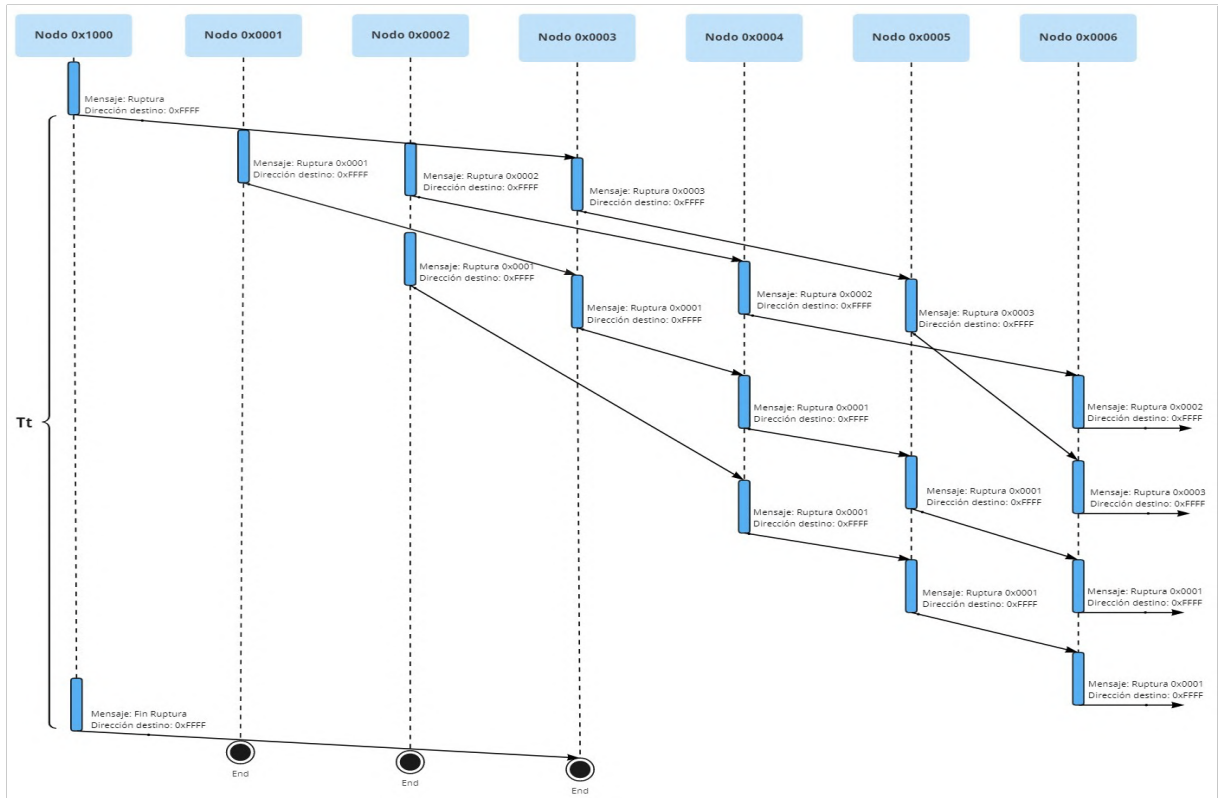 Nodo 0x1000
Nodo 0x0001
Nodo 0x0002
Nodo 0x0003
Nodo 0x0004
Nodo 0x0005
Nodo 0x0006
Mensaje: Ruptura
Dirección destino: 0xFFFF
Mensaje: Ruptura 0x0001
Dirección destino: 0xFFFF
Mensaje: Ruptura 0x0002
Dirección destino: 0xFFFF
Mensaje: Ruptura 0x0003
Dirección destino: 0xFFFF
Mensaje: Ruptura 0x0001
Dirección destino: 0xFFFF
Mensaje: Ruptura 0x0001
Dirección destino: 0xFFFF
Mensaje: Ruptura 0x0002
Dirección destino: 0xFFFF
Mensaje: Ruptura 0x0003
Dirección destino: 0xFFFF
Tt
Mensaje: Ruptura 0x0001
Dirección destino: 0xFFFF
Mensaje: Ruptura 0x0002
Dirección destino: 0xFFFF
Mensaje: Ruptura 0x0001
Dirección destino: 0xFFFF
Mensaje: Ruptura 0x0001
Dirección destino: 0xFFFF
Mensaje: Ruptura 0x0003
Dirección destino: 0xFFFF
Mensaje: Ruptura 0x0001
Dirección destino: 0xFFFF
Mensaje: Ruptura 0x0001
Dirección destino: 0xFFFF
Mensaje: Ruptura 0x0001
Dirección destino: 0xFFFF
Mensaje: Fin Ruptura
Dirección destino: 0xFFFF
End
End
End